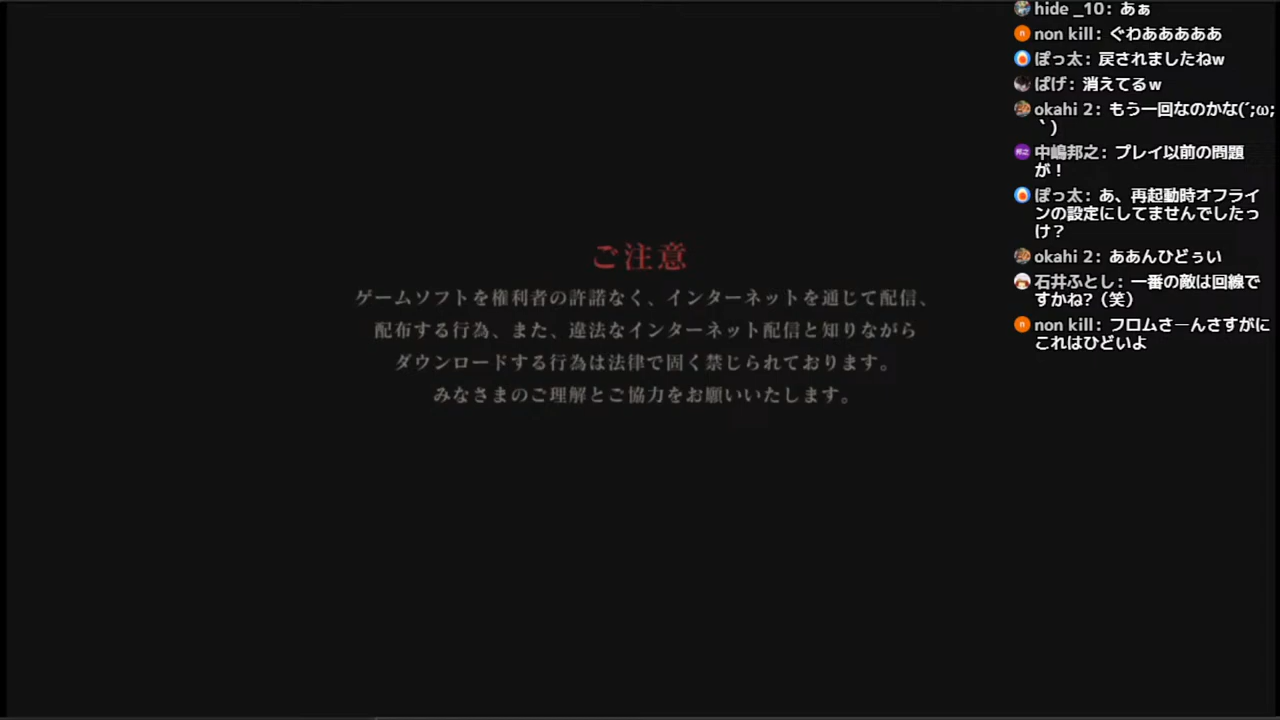 ご注意
ゲームソフトを権利者の許諾なく、インターネットを通じて配信、
配布する行為、また、違法なインターネット配信と知りながら
ダウンロードする行為は法律で固く禁じられております。
みなさまのご理解とご協力をお願いいたします。
hide _10: あぁ
non kill: ぐわあああああ
ぽっ太: 戻されましたねw
ぱげ: 消えてるw
okahi 2: もう一回なのかな(´;ω;
｀)
中嶋邦之: プレイ以前の問題
が！
ぽっ太: あ、再起動時オフライ
ンの設定にしてませんでしたっ
け？
okahi 2: ああんひどぅい
石井ふとし: 一番の敵は回線で
すかね?（笑）
non kill: フロムさーんさすがに
これはひどいよ